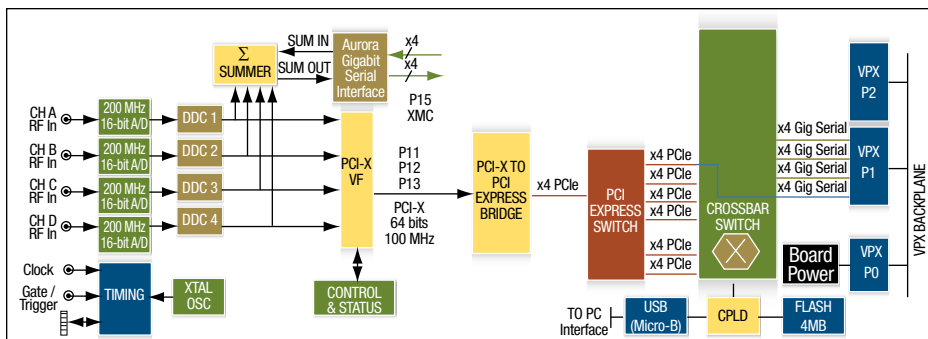 SUM IN
SUM OUT
Σ
SUMMER
Aurora
Gigabit
Serial
Interface
x4
x4
P15
XMC
CH A
RF In
CH B
RF In
CH C
RF In
CH D
RF In
200 MHz
16-bit A/D
200 MHz
16-bit A/D
200 MHz
16-bit A/D
200 MHz
16-bit A/D
DDC 1
DDC 2
DDC 3
DDC 4
PCI-X
VF
P11
P12
P13
PCI-X
64 bits
100 MHz
PCI-X TO
PCI
EXPRESS
BRIDGE
x4 PCIe
PCI
EXPRESS
SWITCH
x4 PCIe
x4 PCIe
x4 PCIe
x4 PCIe
x4 PCIe
x4 PCIe
CROSSBAR
SWITCH
X
x4 Gig Serial
x4 Gig Serial
x4 Gig Serial
x4 Gig Serial
VPX
P2
VPX
P1
VPX
P0
Board
Power
VPX BACKPLANE
Clock
Gate /
Trigger
TIMING
XTAL
OSC
CONTROL
& STATUS
TO PC
Interface
USB
(Micro-B)
CPLD
FLASH
4MB